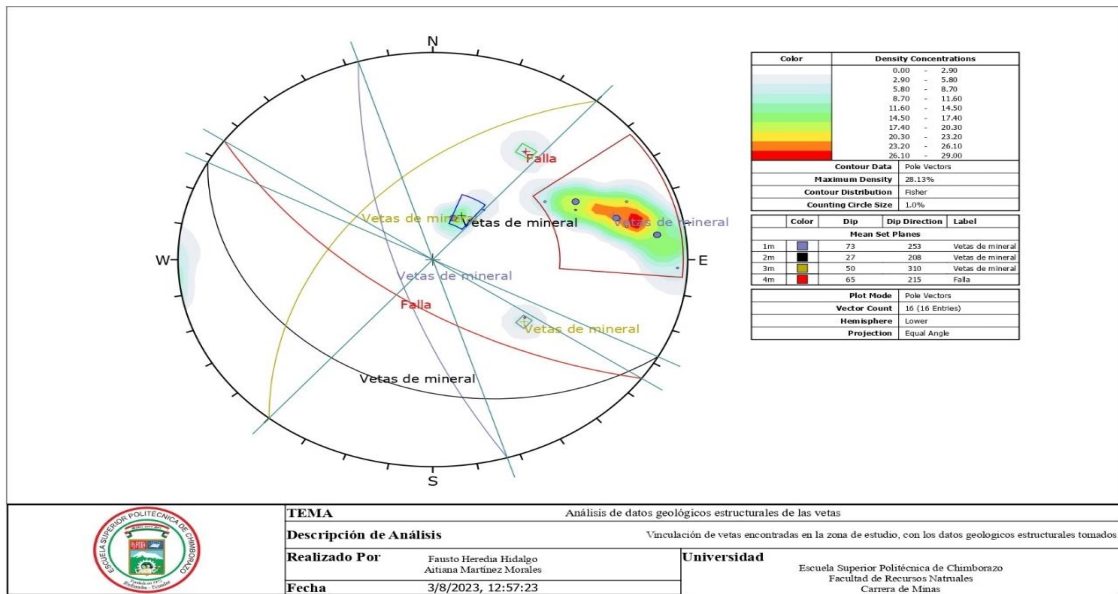 N
Falla
Vetas de mineral
Vetas de mineral
Vetas de mineral
W
E
Vetas de mineral
Falla
Vetas de mineral
Vetas de mineral
S
Color Density Concentrations
0.00 - 2.90
2.90 - 5.80
5.80 - 8.70
8.70 - 11.60
11.60 - 14.50
14.50 - 17.40
17.40 - 20.30
20.30 - 23.20
23.20 - 26.10
26.10 - 29.00
Contour Data Pole Vectors
Maximum Density 28.13%
Contour Distribution Fisher
Counting Circle Size 1.0%
Color Dip Dip Direction Label
Mean Set Planes
1m 73 253 Vetas de mineral
2m 27 208 Vetas de mineral
3m 50 310 Vetas de mineral
4m 65 215 Falla
Plot Mode Pole Vectors
Vector Count 16 (16 Entries)
Hemisphere Lower
Projection Equal Angle
ESCUELA SUPERIOR POLITÉCNICA DE CHIMBORAZO
TEMA Análisis de datos geológicos estructurales de las vetas
Descripción de Análisis Vinculación de vetas encontradas en la zona de estudio, con los datos geologicos estructurales tomados.
Realizado Por Fausto Heredia Hidalgo
Aitiana Martínez Morales
Fecha 3/8/2023, 12:57:23
Universidad
Escuela Superior Politécnica de Chimborazo
Facultad de Recursos Natruales
Carrera de Minas